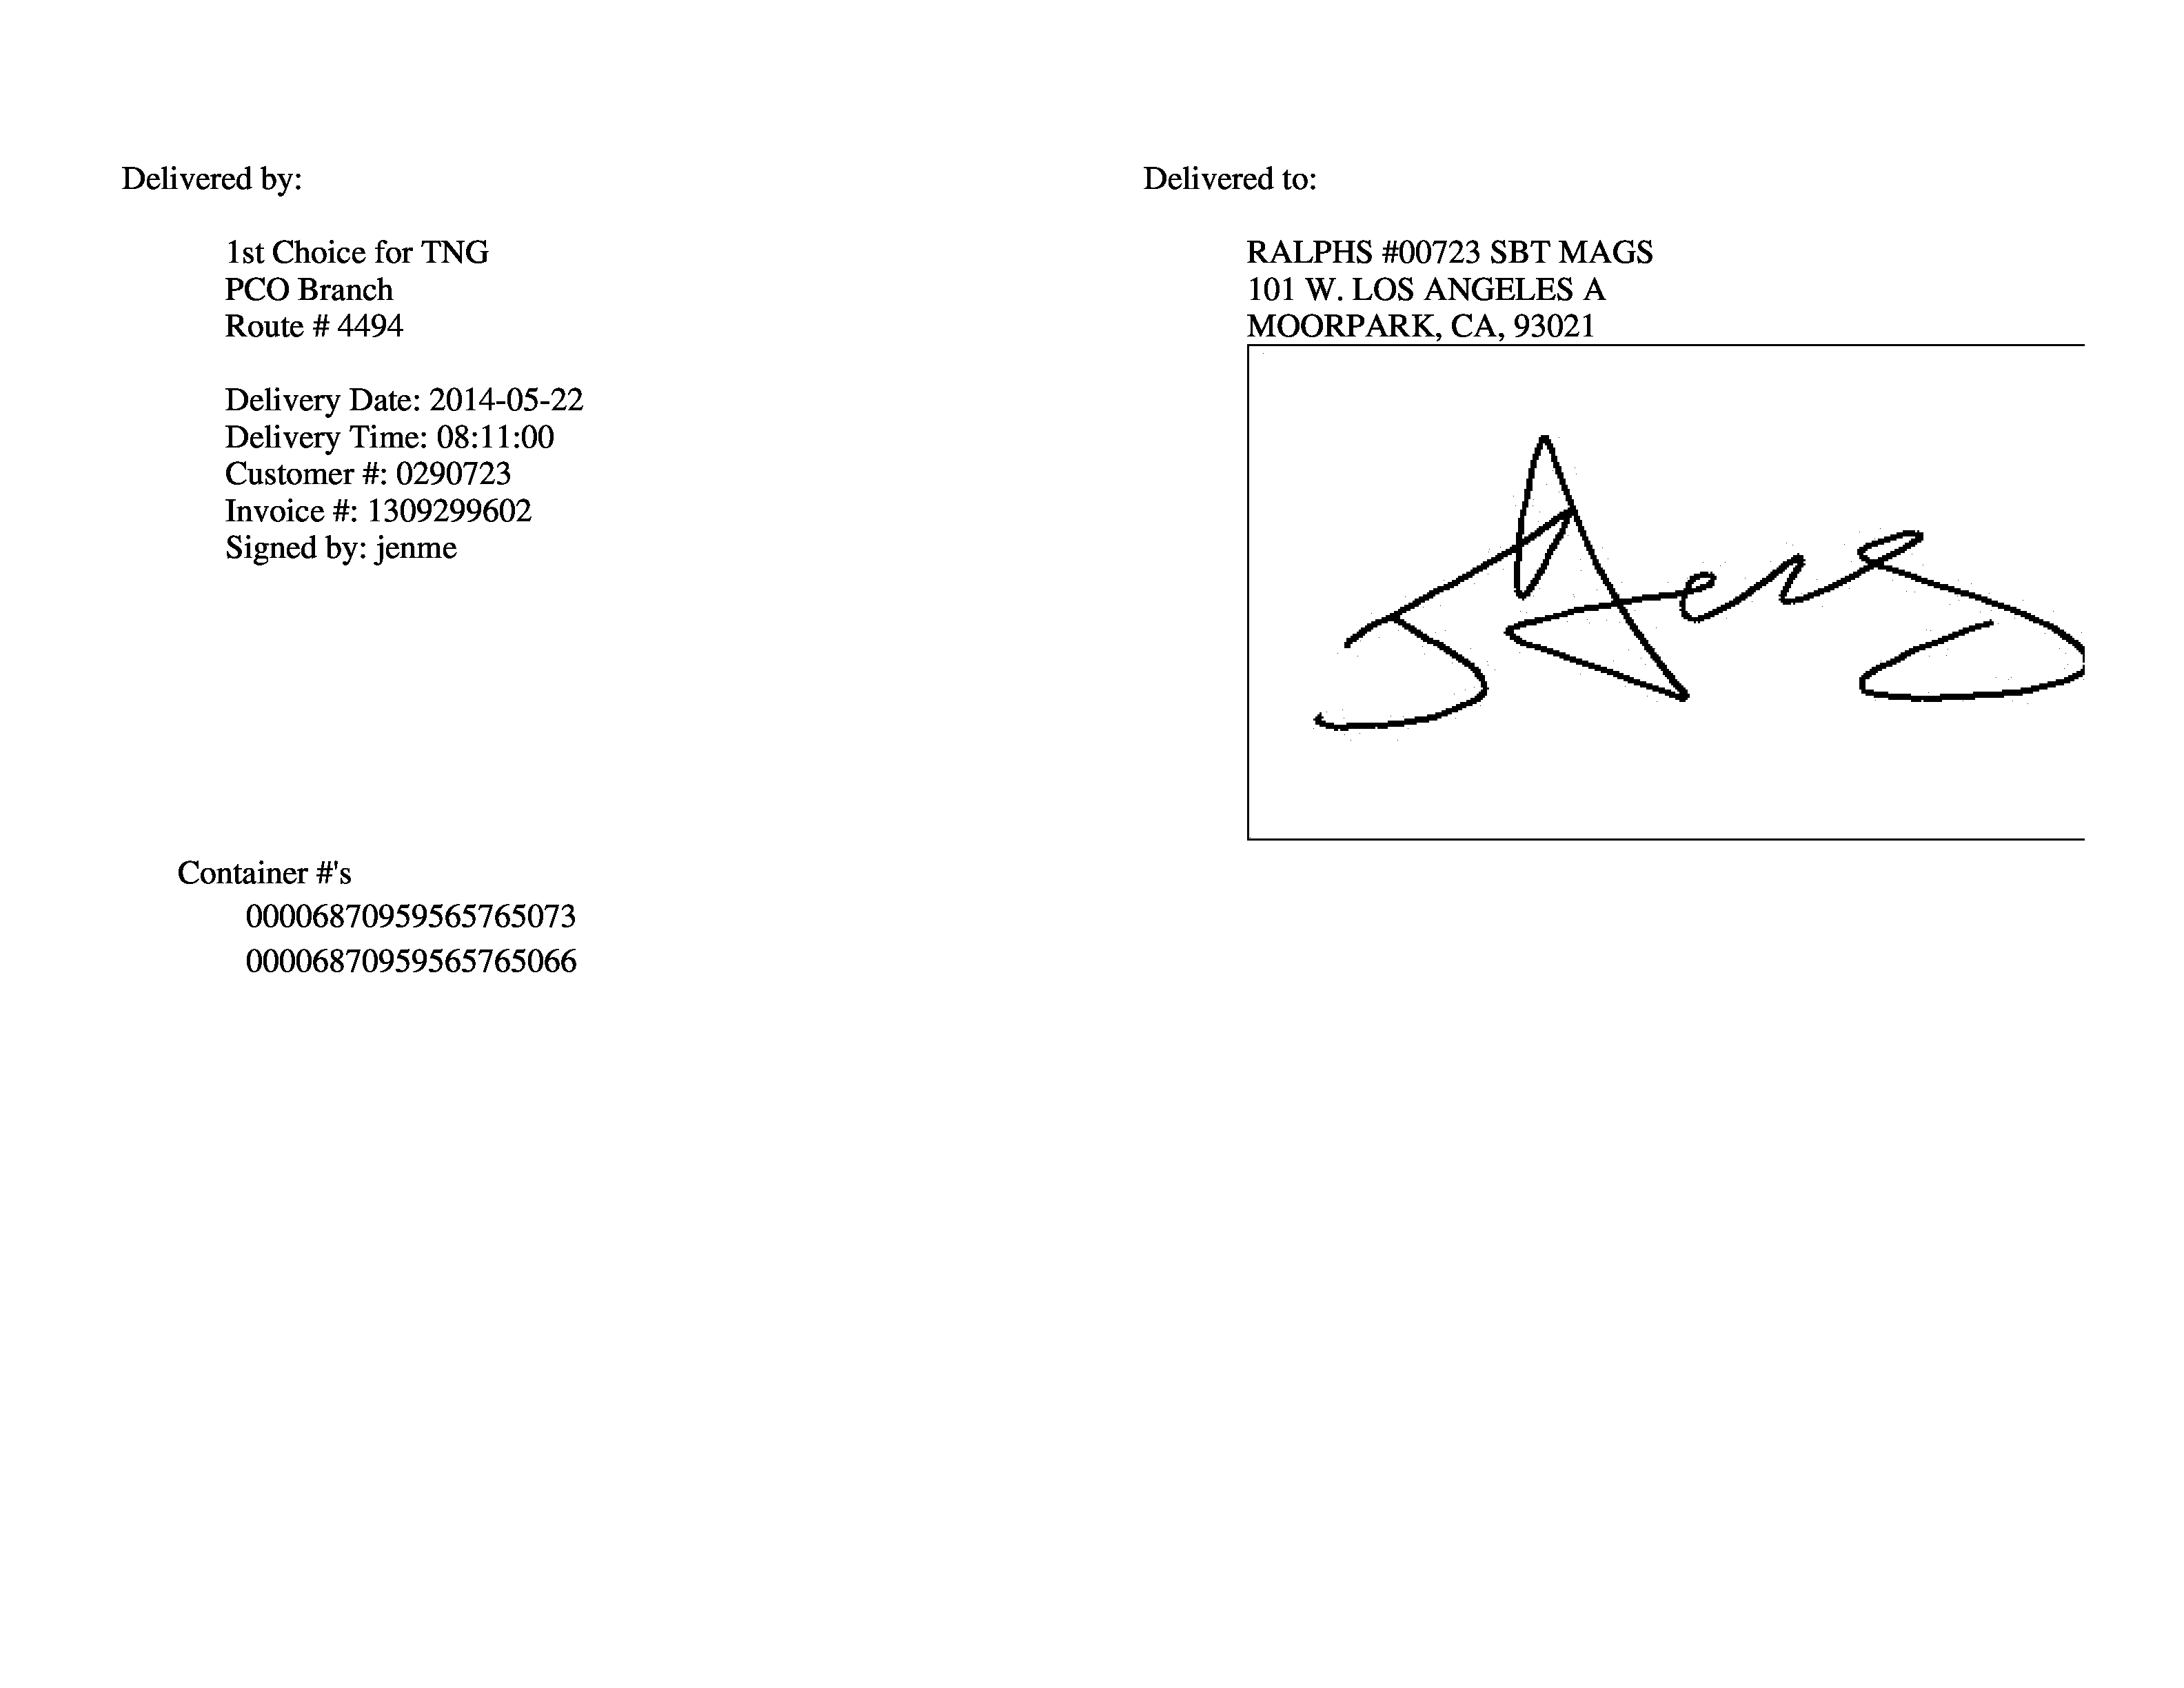 Delivered by:
1st Choice for TNG
PCO Branch
Route # 4494
Delivery Date: 2014-05-22
Delivery Time: 08:11:00
Customer #: 0290723
Invoice #: 1309299602
Signed by: jenme
Delivered to:
RALPHS #00723 SBT MAGS
101 W. LOS ANGELES A
MOORPARK, CA, 93021
Container #'s
00006870959565765073
00006870959565765066